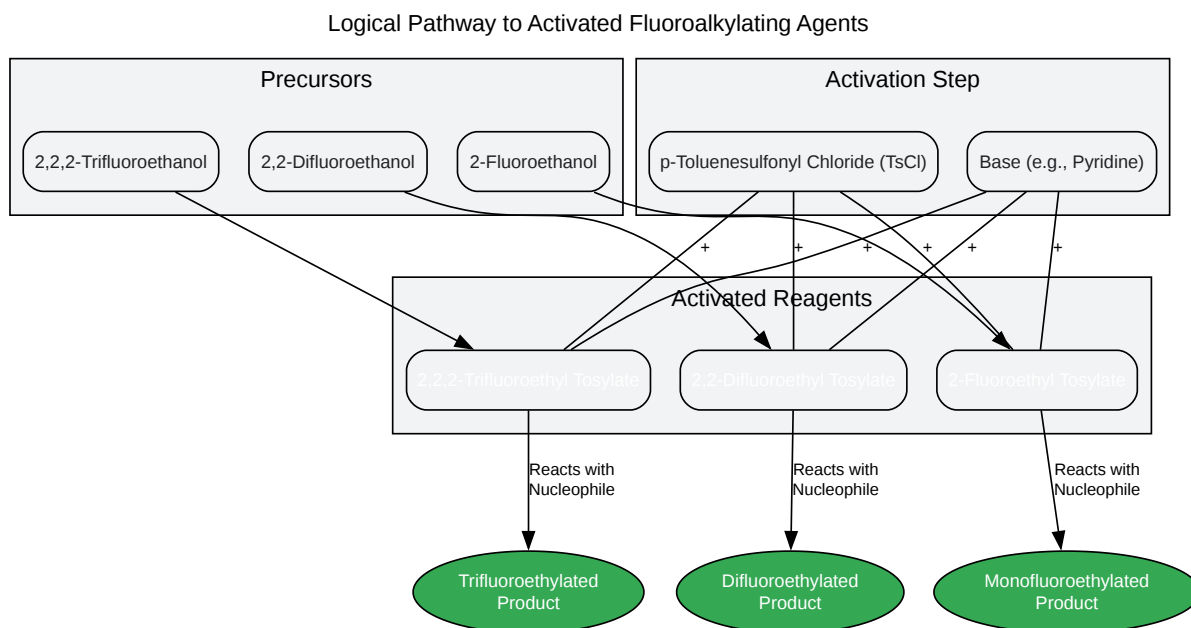 Logical Pathway to Activated Fluoroalkylating Agents
Precursors
Activation Step
2,2,2-Trifluoroethanol
2,2-Difluoroethanol
2-Fluoroethanol
p-Toluenesulfonyl Chloride (TsCl)
Base (e.g., Pyridine)
+
+
+
+
+
+
Activated Reagents
2,2,2-Trifluoroethyl Tosylate
2,2-Difluoroethyl Tosylate
2-Fluoroethyl Tosylate
Reacts with
Nucleophile
Reacts with
Nucleophile
Reacts with
Nucleophile
Trifluoroethylated
Product
Difluoroethylated
Product
Monofluoroethylated
Product